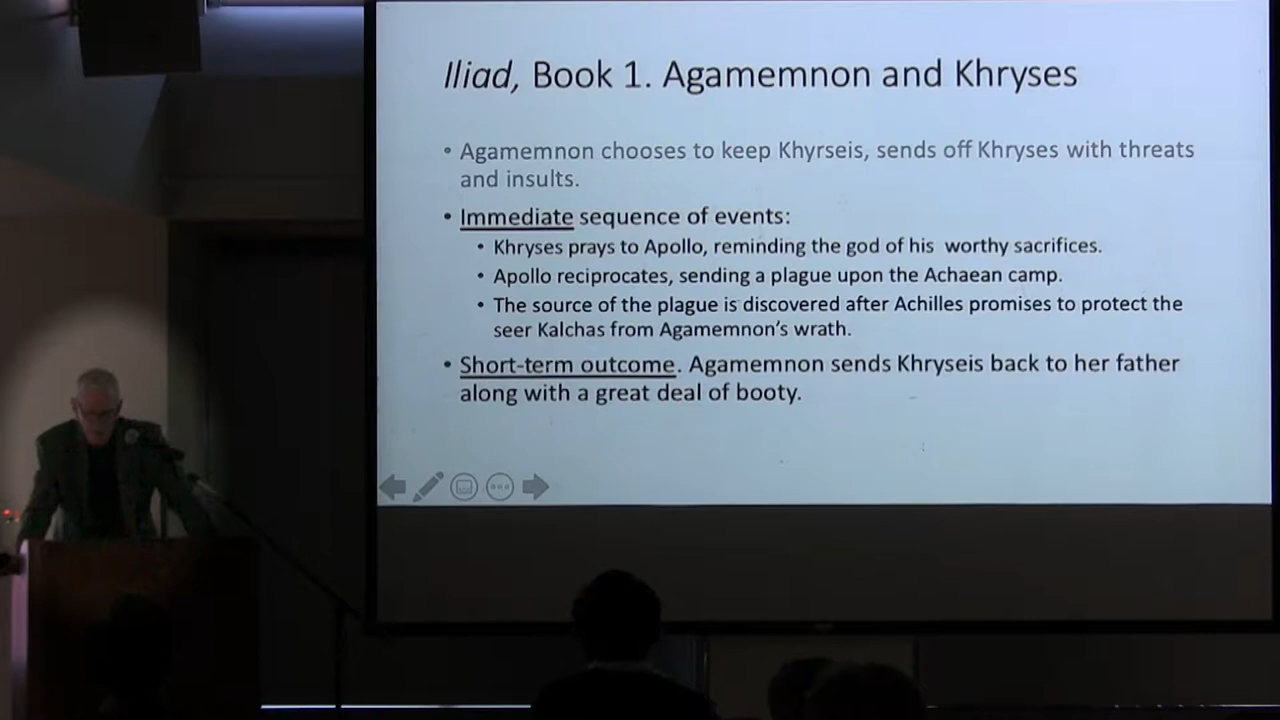 Iliad, Book 1. Agamemnon and Khryses
• Agamemnon chooses to keep Khyrseis, sends off Khryses with threats
and insults.
• Immediate sequence of events:
• Khryses prays to Apollo, reminding the god of his worthy sacrifices.
• Apollo reciprocates, sending a plague upon the Achaean camp.
• The source of the plague is discovered after Achilles promises to protect the
seer Kalchas from Agamemnon's wrath.
• Short-term outcome. Agamemnon sends Khryseis back to her father
along with a great deal of booty.